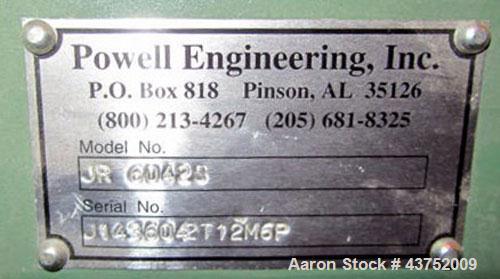 Powell Engineering, Inc.
P.O. Box 818 Pinson, AL 35126
(800) 213-4267 (205) 681-8325
Model No.
JR 6042S
Serial No.
J1436042T12M6P
Aaron Stock # 43752009